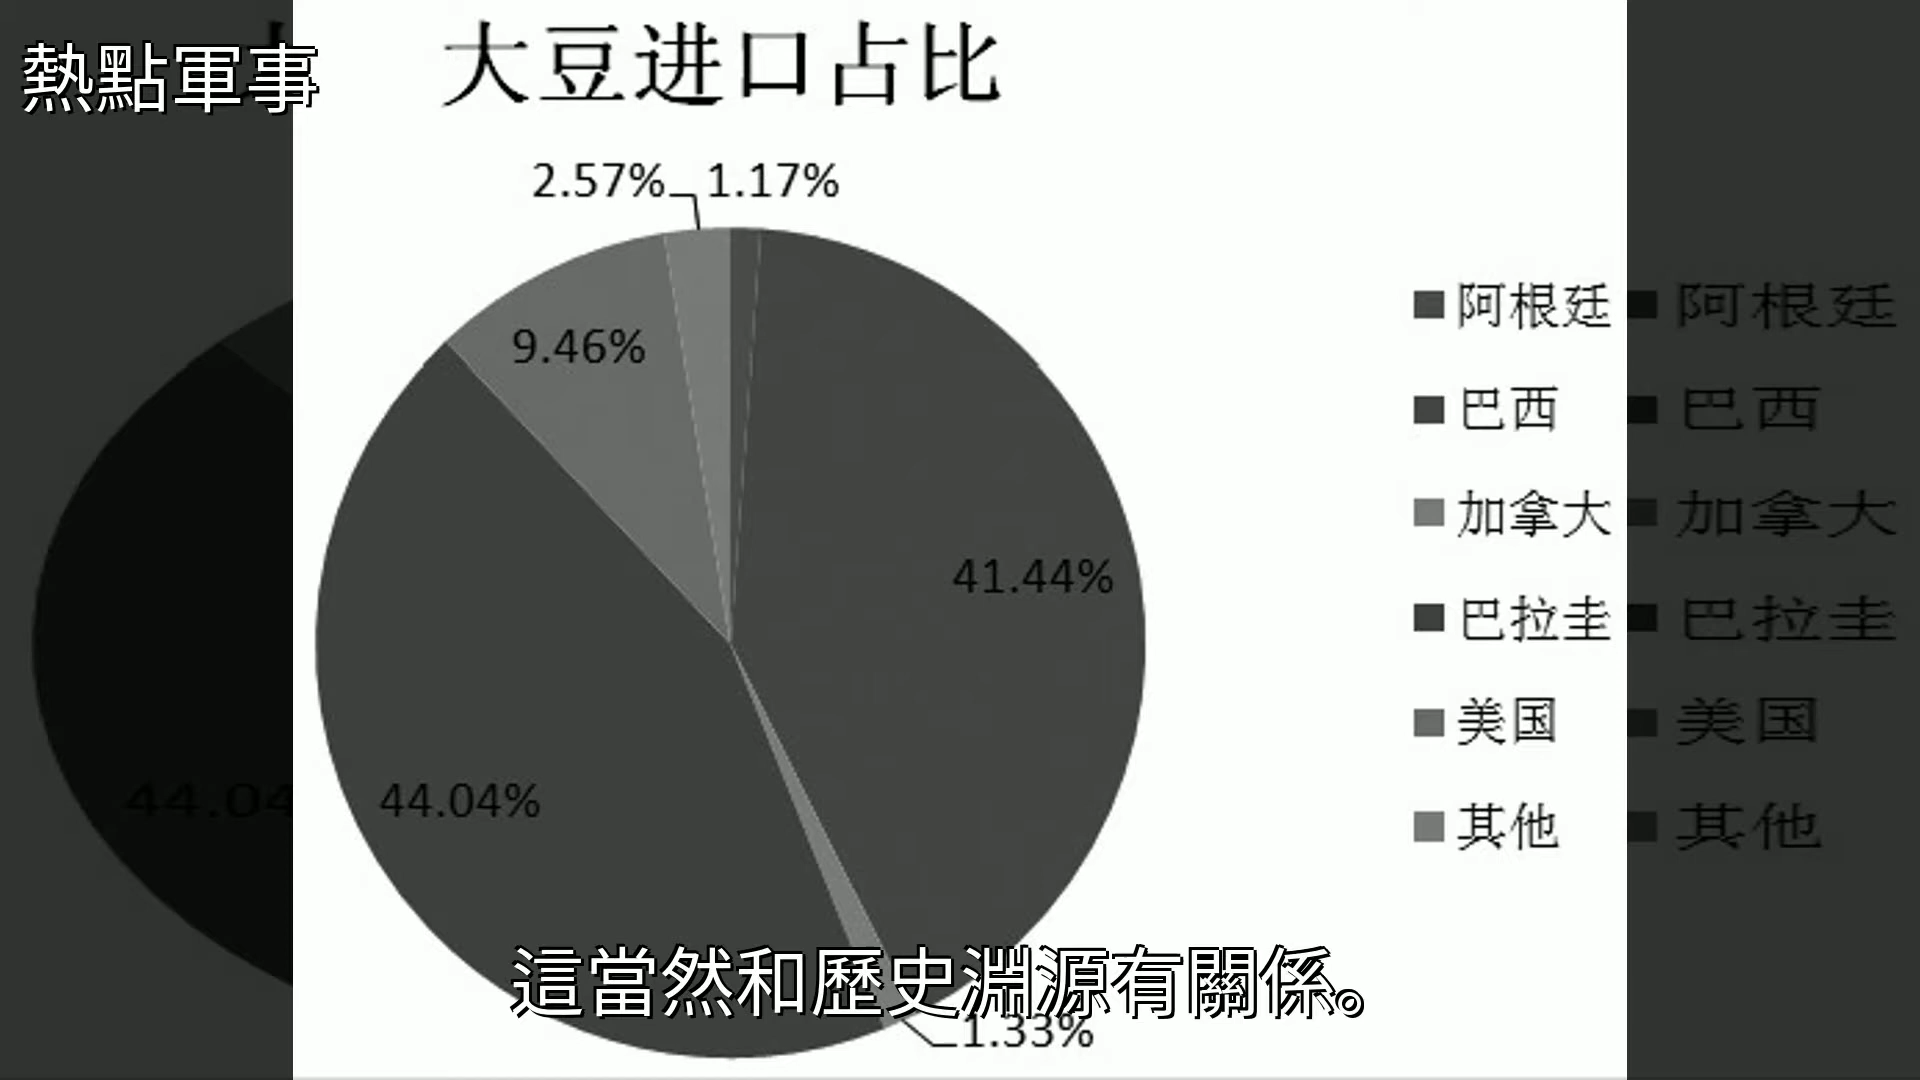 熱點軍事
大豆进口占比
2.57%
1.17%
9.46%
41.44%
44.04%
1.33%
阿根廷
巴西
加拿大
巴拉圭
美国
其他
阿根廷
巴西
加拿大
巴拉圭
美国
其他
44.04
這當然和歷史淵源有關係。